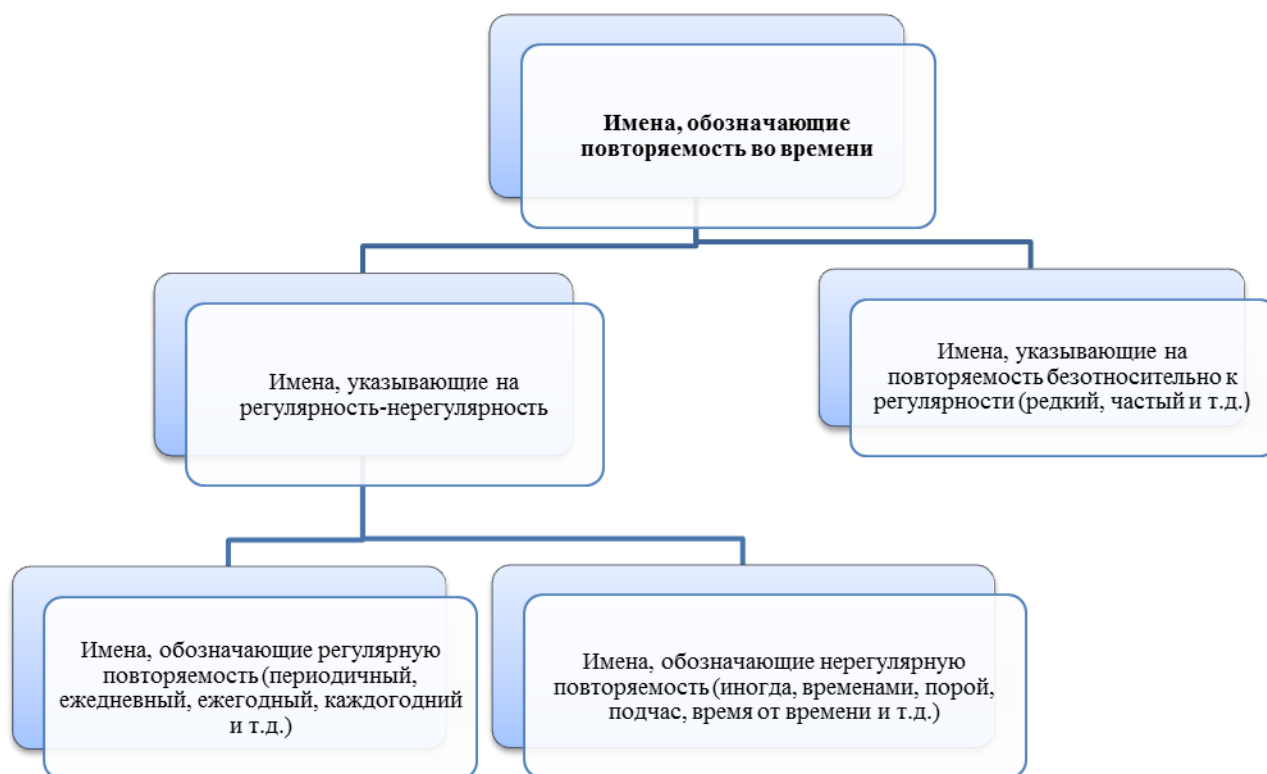 Имена, обозначающие
повторяемость во времени
Имена, указывающие на
регулярность-нерегулярность
Имена, указывающие на
повторяемость безотносительно к
регулярности (редкий, частый и т.д.)
Имена, обозначающие регулярную
повторяемость (периодичный,
ежедневный, ежегодный, каждогодний
и т.д.)
Имена, обозначающие нерегулярную
повторяемость (иногда, временами, порой,
подчас, время от времени и т.д.)